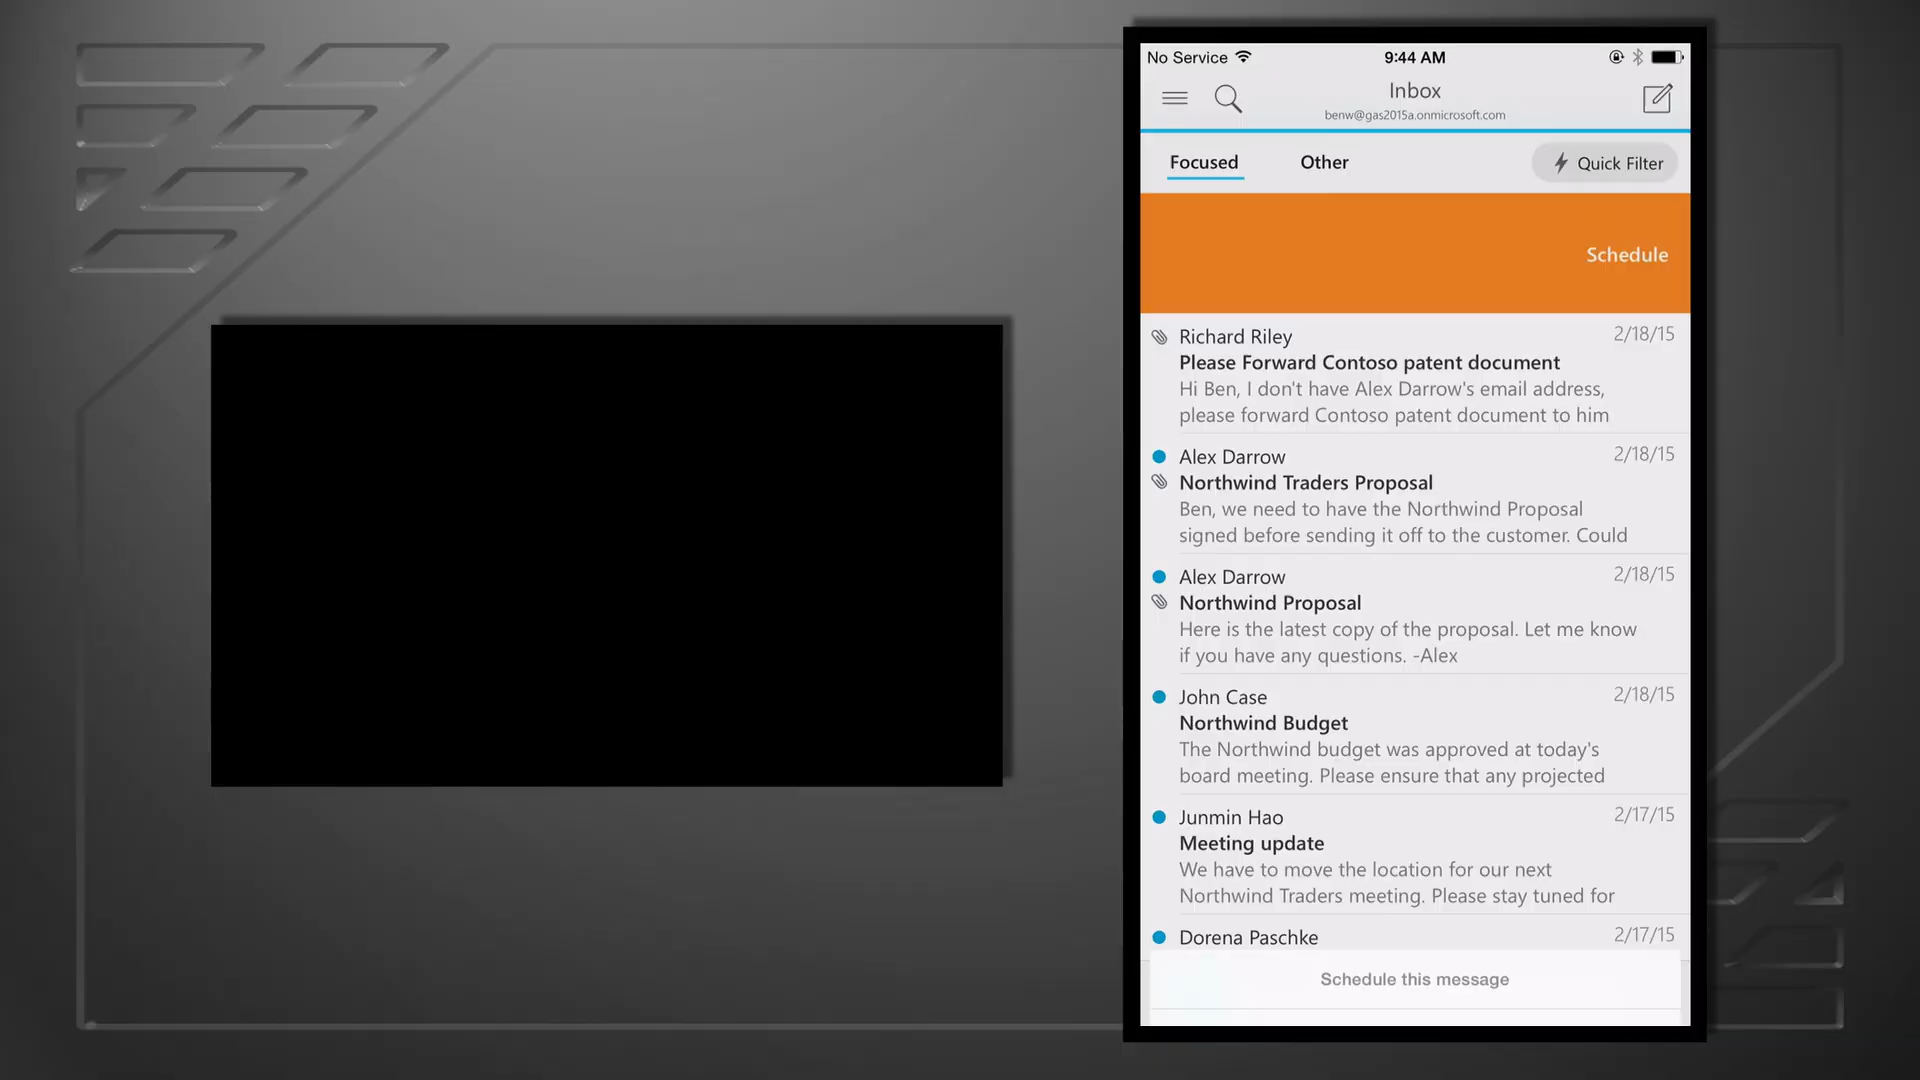 No Service 9:44 AM
Inbox
benw@gas2015a.onmicrosoft.com
Focused Other Quick Filter
Schedule
Richard Riley 2/18/15
Please Forward Contoso patent document
Hi Ben, I don't have Alex Darrow's email address,
please forward Contoso patent document to him
Alex Darrow 2/18/15
Northwind Traders Proposal
Ben, we need to have the Northwind Proposal
signed before sending it off to the customer. Could
Alex Darrow 2/18/15
Northwind Proposal
Here is the latest copy of the proposal. Let me know
if you have any questions. -Alex
John Case 2/18/15
Northwind Budget
The Northwind budget was approved at today's
board meeting. Please ensure that any projected
Junmin Hao 2/17/15
Meeting update
We have to move the location for our next
Northwind Traders meeting. Please stay tuned for
Dorena Paschke 2/17/15
Schedule this message